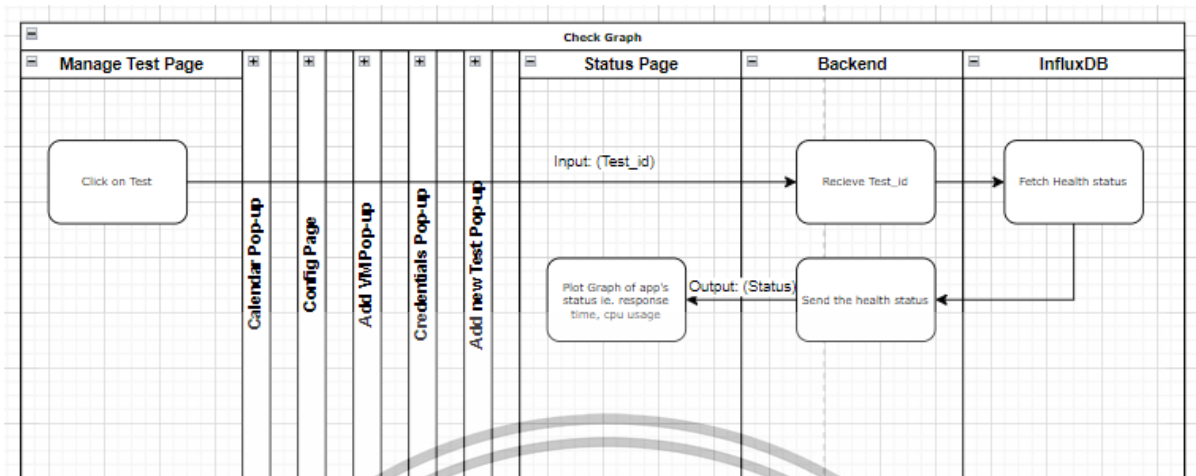 Check Graph
Manage Test Page
Calendar Pop-up
Config Page
Add VM Pop-up
Credentials Pop-up
Add new Test Pop-up
Status Page
Backend
InfluxDB
Click on Test
Input: (Test_id)
Recieve Test_id
Fetch Health status
Plot Graph of app's
status ie. response
time, cpu usage
Output: (Status)
Send the health status